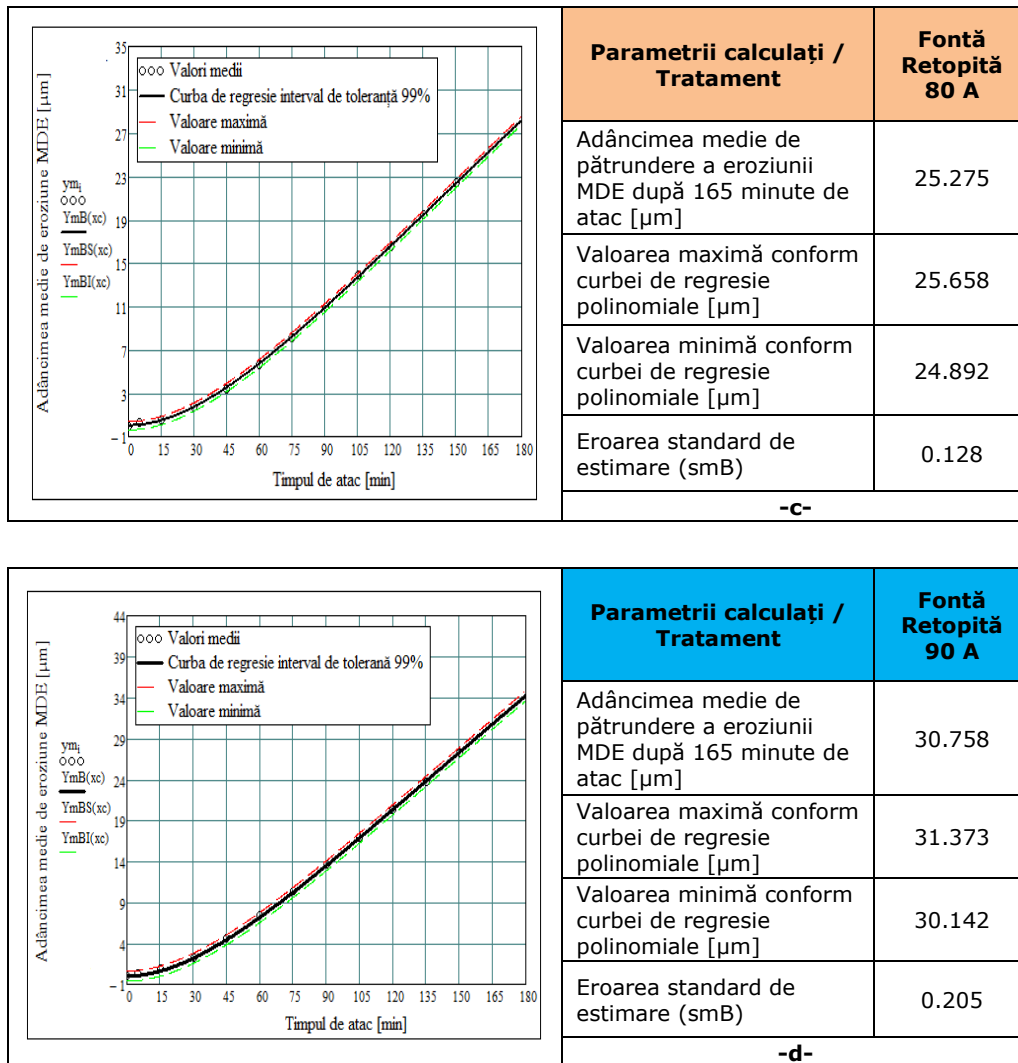 35
31
27
23
19
15
11
7
3
−1
Adâncimea medie de eroziune MDE [μm]
ooo Valori medii
Curba de regresie interval de toleranță 99%
Valoare maximă
Valoare minimă
ym_i
ooo
YmB(xc)
YmBS(xc)
YmBI(xc)
0 15 30 45 60 75 90 105 120 135 150 165 180
Timpul de atac [min]
Parametrii calculați /
Tratament
Fontă
Retopită
80 A
Adâncimea medie de
pătrundere a eroziunii
MDE după 165 minute de
atac [μm]
25.275
Valoarea maximă conform
curbei de regresie
polinomiale [μm]
25.658
Valoarea minimă conform
curbei de regresie
polinomiale [μm]
24.892
Eroarea standard de
estimare (smB)
0.128
-c-
44
39
34
29
24
19
14
9
4
−1
Adâncimea medie de eroziune MDE [μm]
ooo Valori medii
Curba de regresie interval de tolerană 99%
Valoare maximă
Valoare minimă
ym_i
ooo
YmB(xc)
YmBS(xc)
YmBI(xc)
0 15 30 45 60 75 90 105 120 135 150 165 180
Timpul de atac [min]
Parametrii calculați /
Tratament
Fontă
Retopită
90 A
Adâncimea medie de
pătrundere a eroziunii
MDE după 165 minute de
atac [μm]
30.758
Valoarea maximă conform
curbei de regresie
polinomiale [μm]
31.373
Valoarea minimă conform
curbei de regresie
polinomiale [μm]
30.142
Eroarea standard de
estimare (smB)
0.205
-d-